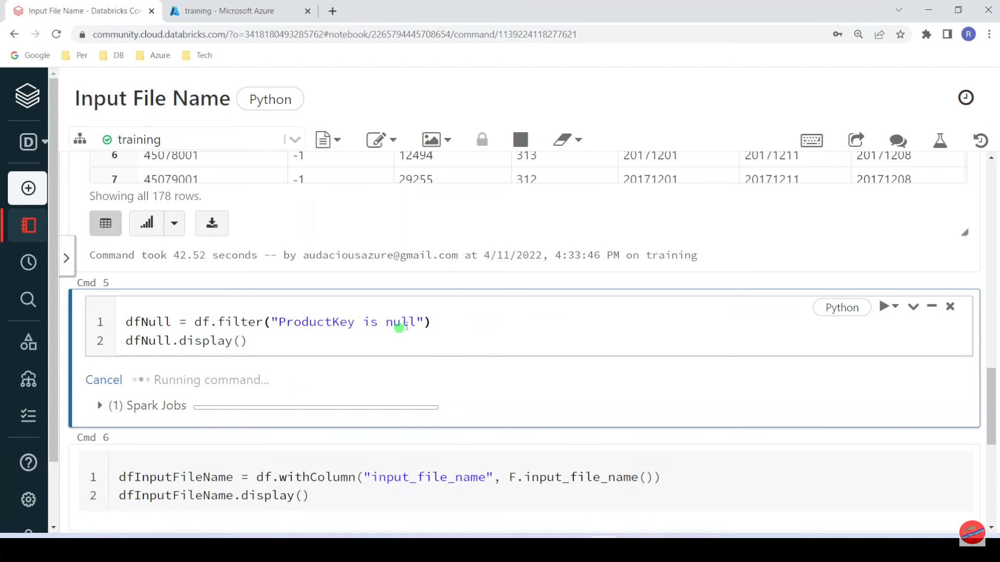 Input File Name - Databricks Con
training - Microsoft Azure
community.cloud.databricks.com/?o=3418180493285762#notebook/2265794445708654/command/1139224118277621
R
Google Per DB Azure Tech
Input File Name Python
D
training
6 45078001 -1 12494 313 20171201 20171211 20171208
7 45079001 -1 29255 312 20171201 20171211 20171208
Showing all 178 rows.
Command took 42.52 seconds -- by audaciousazure@gmail.com at 4/11/2022, 4:33:46 PM on training
Cmd 5
Python
1 dfNull = df.filter("ProductKey is null")
2 dfNull.display()
Cancel Running command...
(1) Spark Jobs
Cmd 6
1 dfInputFileName = df.withColumn("input_file_name", F.input_file_name())
2 dfInputFileName.display()